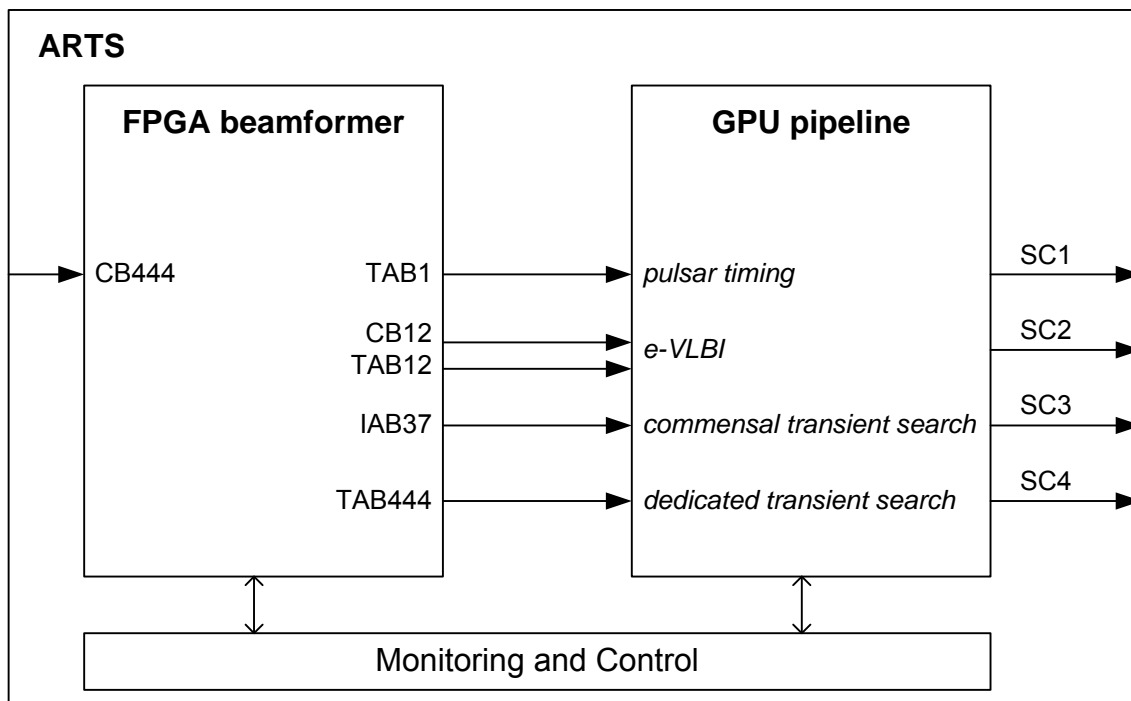 ARTS
FPGA beamformer
GPU pipeline
CB444
TAB1
pulsar timing
SC1
CB12
TAB12
e-VLBI
SC2
IAB37
commensal transient search
SC3
TAB444
dedicated transient search
SC4
Monitoring and Control